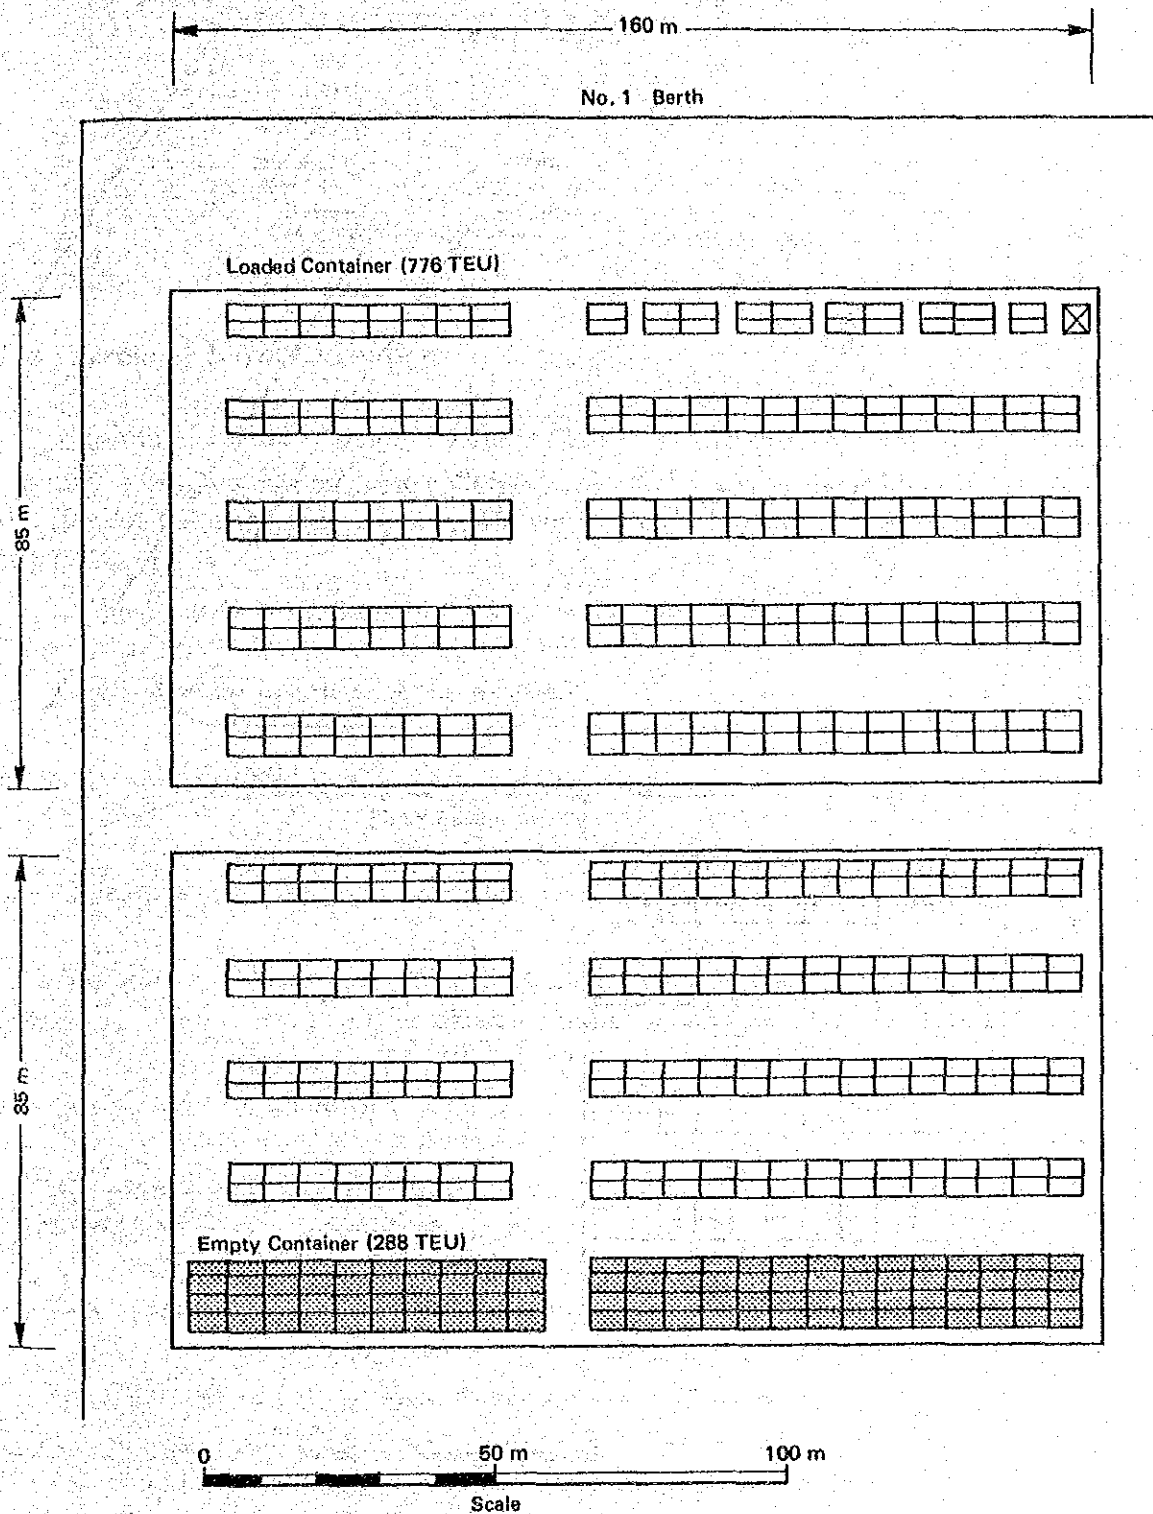 160 m
No. 1 Berth
Loaded Container (776 TEU)
85 m
85 m
Empty Container (288 TEU)
0 50 m 100 m
Scale